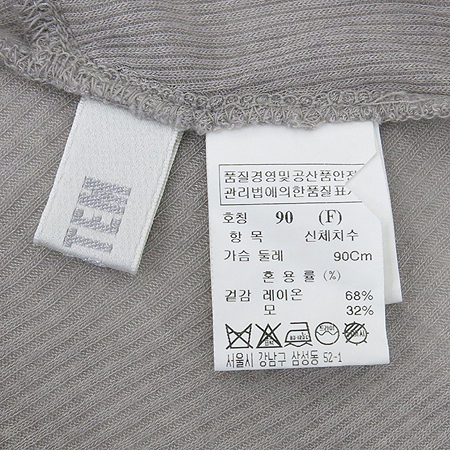 TEN
품질경영및공산품안전
관리법에의한품질표시
호칭 90 (F)
항 목 신체치수
가슴 둘레 90Cm
혼 용 률 (%)
겉감 레이온 68%
모 32%
서울시 강남구 삼성동 52-1